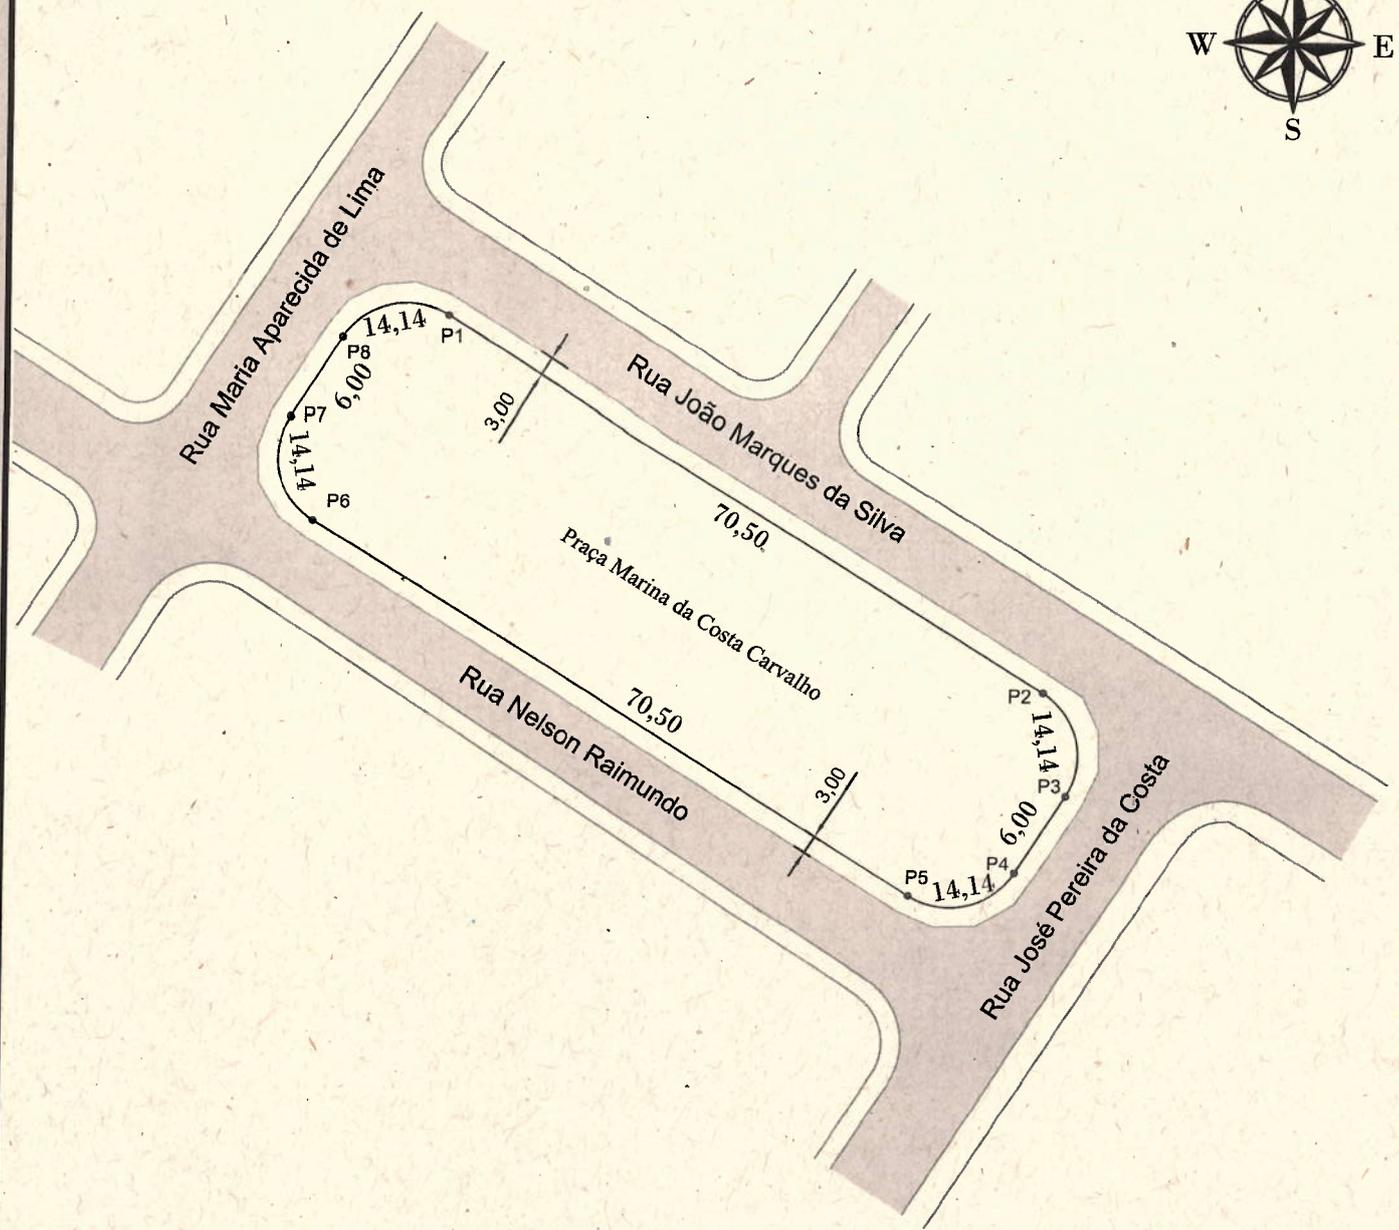 W
E
S
Rua Maria Aparecida de Lima
14,14
P1
P8
6,00
P7
14,14
P6
3,00
Rua João Marques da Silva
70,50
Praça Marina da Costa Carvalho
P2
14,14
P3
6,00
P4
14,14
P5
3,00
70,50
Rua Nelson Raimundo
Rua José Pereira da Costa